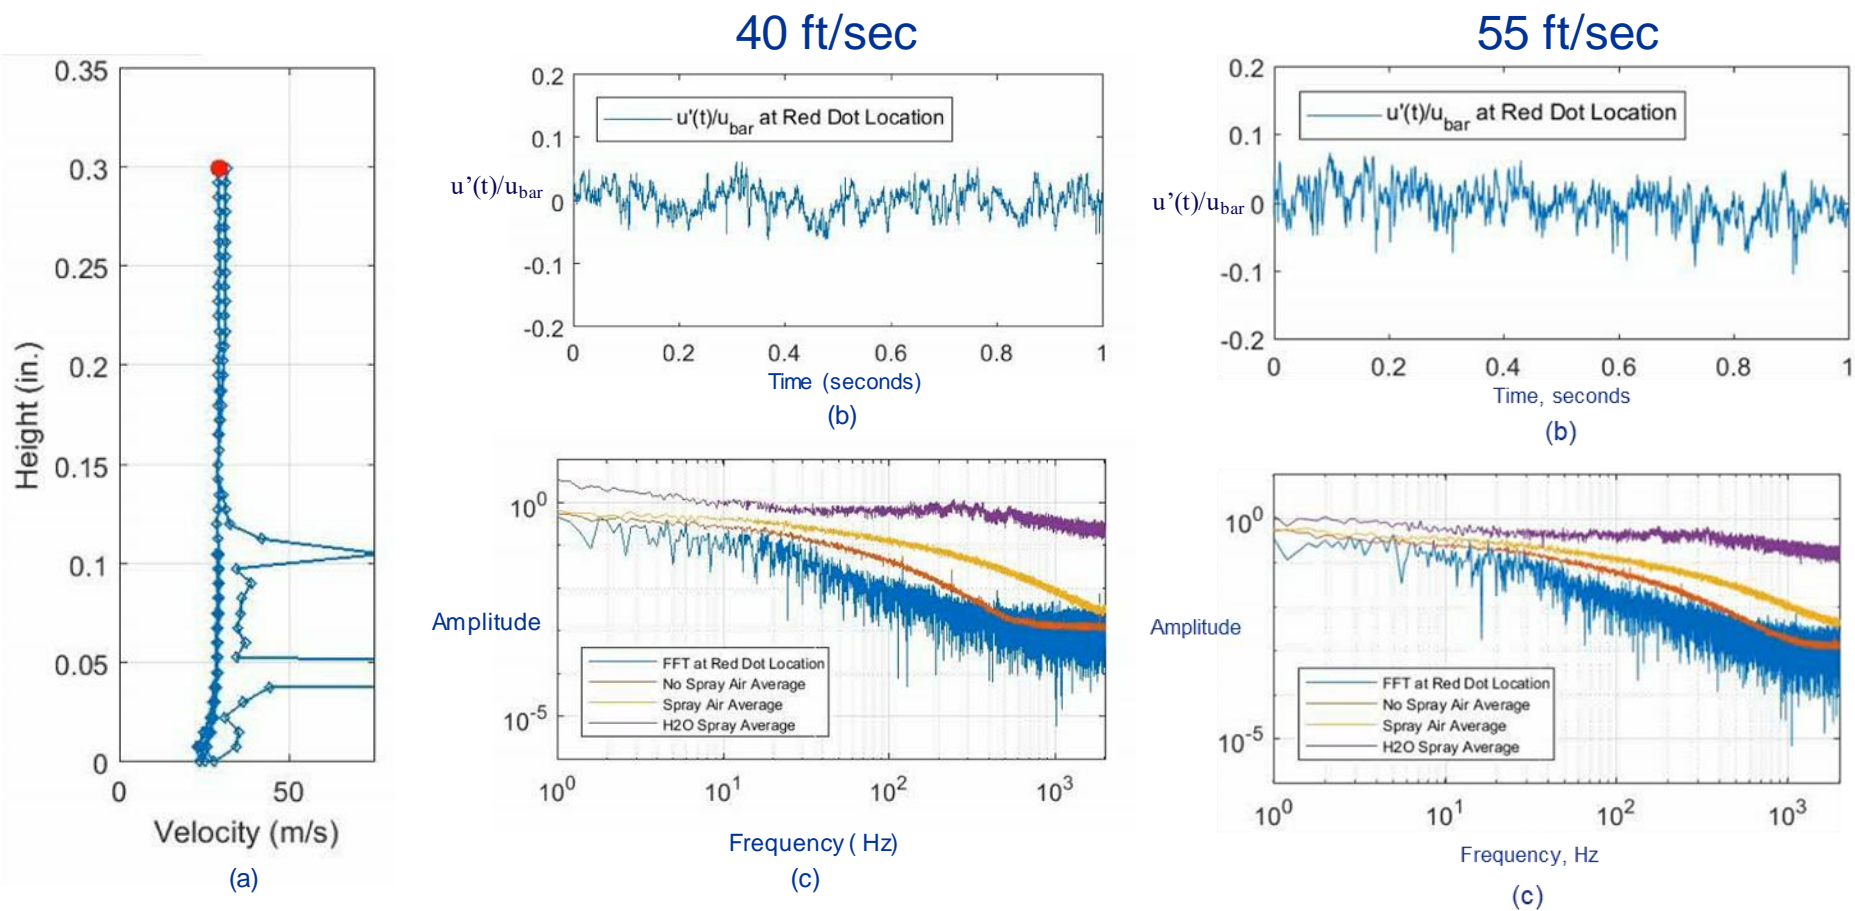 40 ft/sec
55 ft/sec
0.35
0.3
0.25
0.2
0.15
0.1
0.05
0
0
50
Height (in.)
Velocity (m/s)
(a)
0.2
0.1
0
-0.1
-0.2
u'(t)/u_bar at Red Dot Location
u’(t)/u_bar
0
0.2
0.4
0.6
0.8
1
Time (seconds)
(b)
0.2
0.1
0
-0.1
-0.2
u'(t)/u_bar at Red Dot Location
u’(t)/u_bar
0
0.2
0.4
0.6
0.8
1
Time, seconds
(b)
10^0
10^-5
Amplitude
FFT at Red Dot Location
No Spray Air Average
Spray Air Average
H2O Spray Average
10^0
10^1
10^2
10^3
Frequency ( Hz)
(c)
10^0
10^-5
Amplitude
FFT at Red Dot Location
No Spray Air Average
Spray Air Average
H2O Spray Average
10^0
10^1
10^2
10^3
Frequency, Hz
(c)